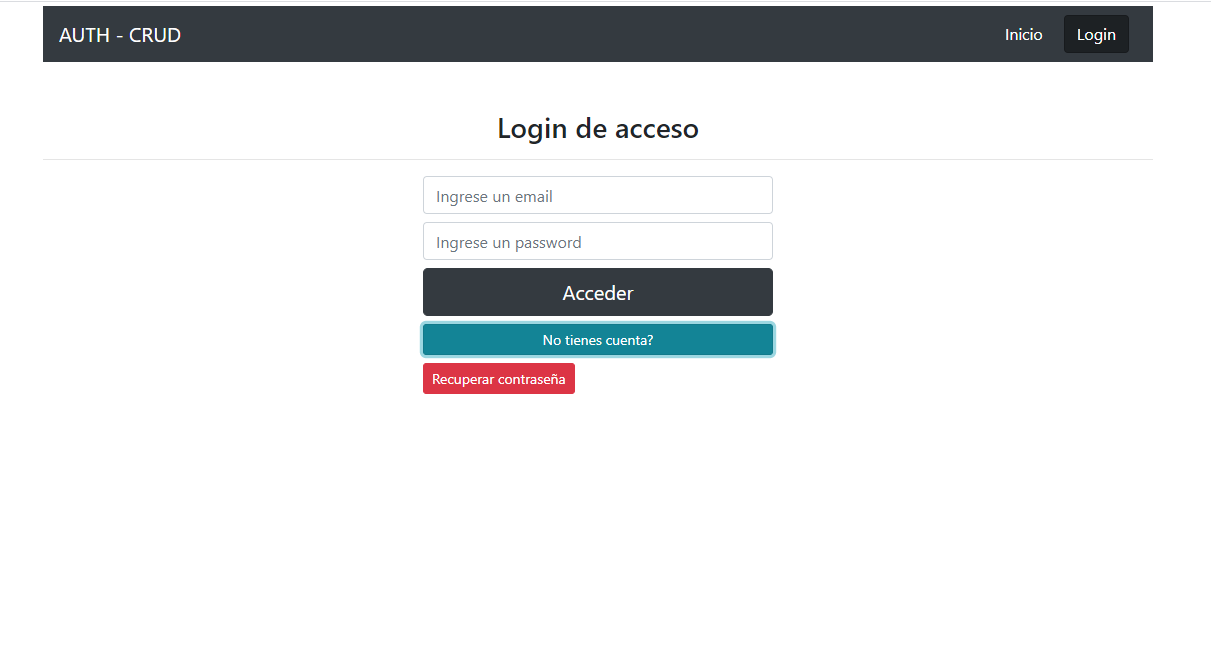 AUTH - CRUD
Inicio
Login
Login de acceso
Ingrese un email
Ingrese un password
Acceder
No tienes cuenta?
Recuperar contraseña